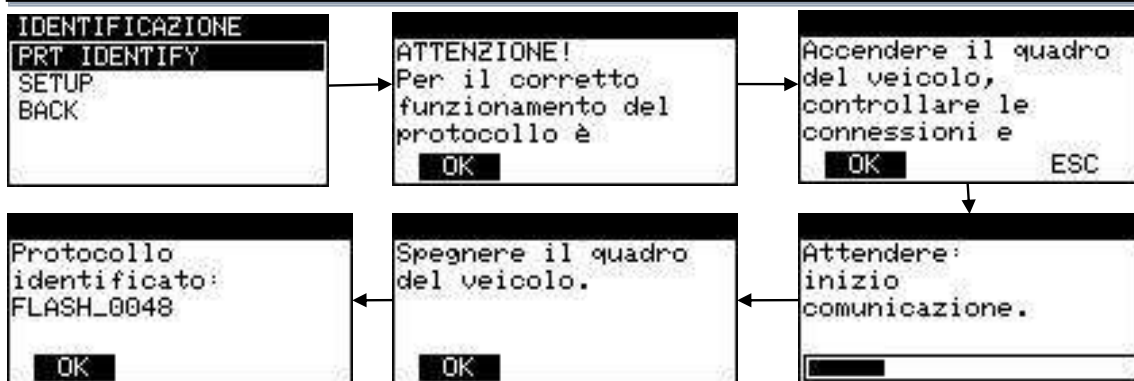 IDENTIFICAZIONE
PRT IDENTIFY
SETUP
BACK
ATTENZIONE!
Per il corretto
funzionamento del
protocollo è
OK
Accendere il quadro
del veicolo,
controllare le
connessioni e
OK ESC
Attendere:
inizio
comunicazione.
Spegnere il quadro
del veicolo.
OK
Protocollo
identificato:
FLASH_0048
OK